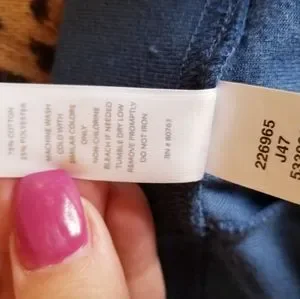 75% COTTON
25% POLYESTER
MACHINE WASH
COLD WITH
SIMILAR COLORS
ONLY
NON-CHLORINE
BLEACH IF NEEDED
TUMBLE DRY LOW
REMOVE PROMPTLY
DO NOT IRON
226965
J47